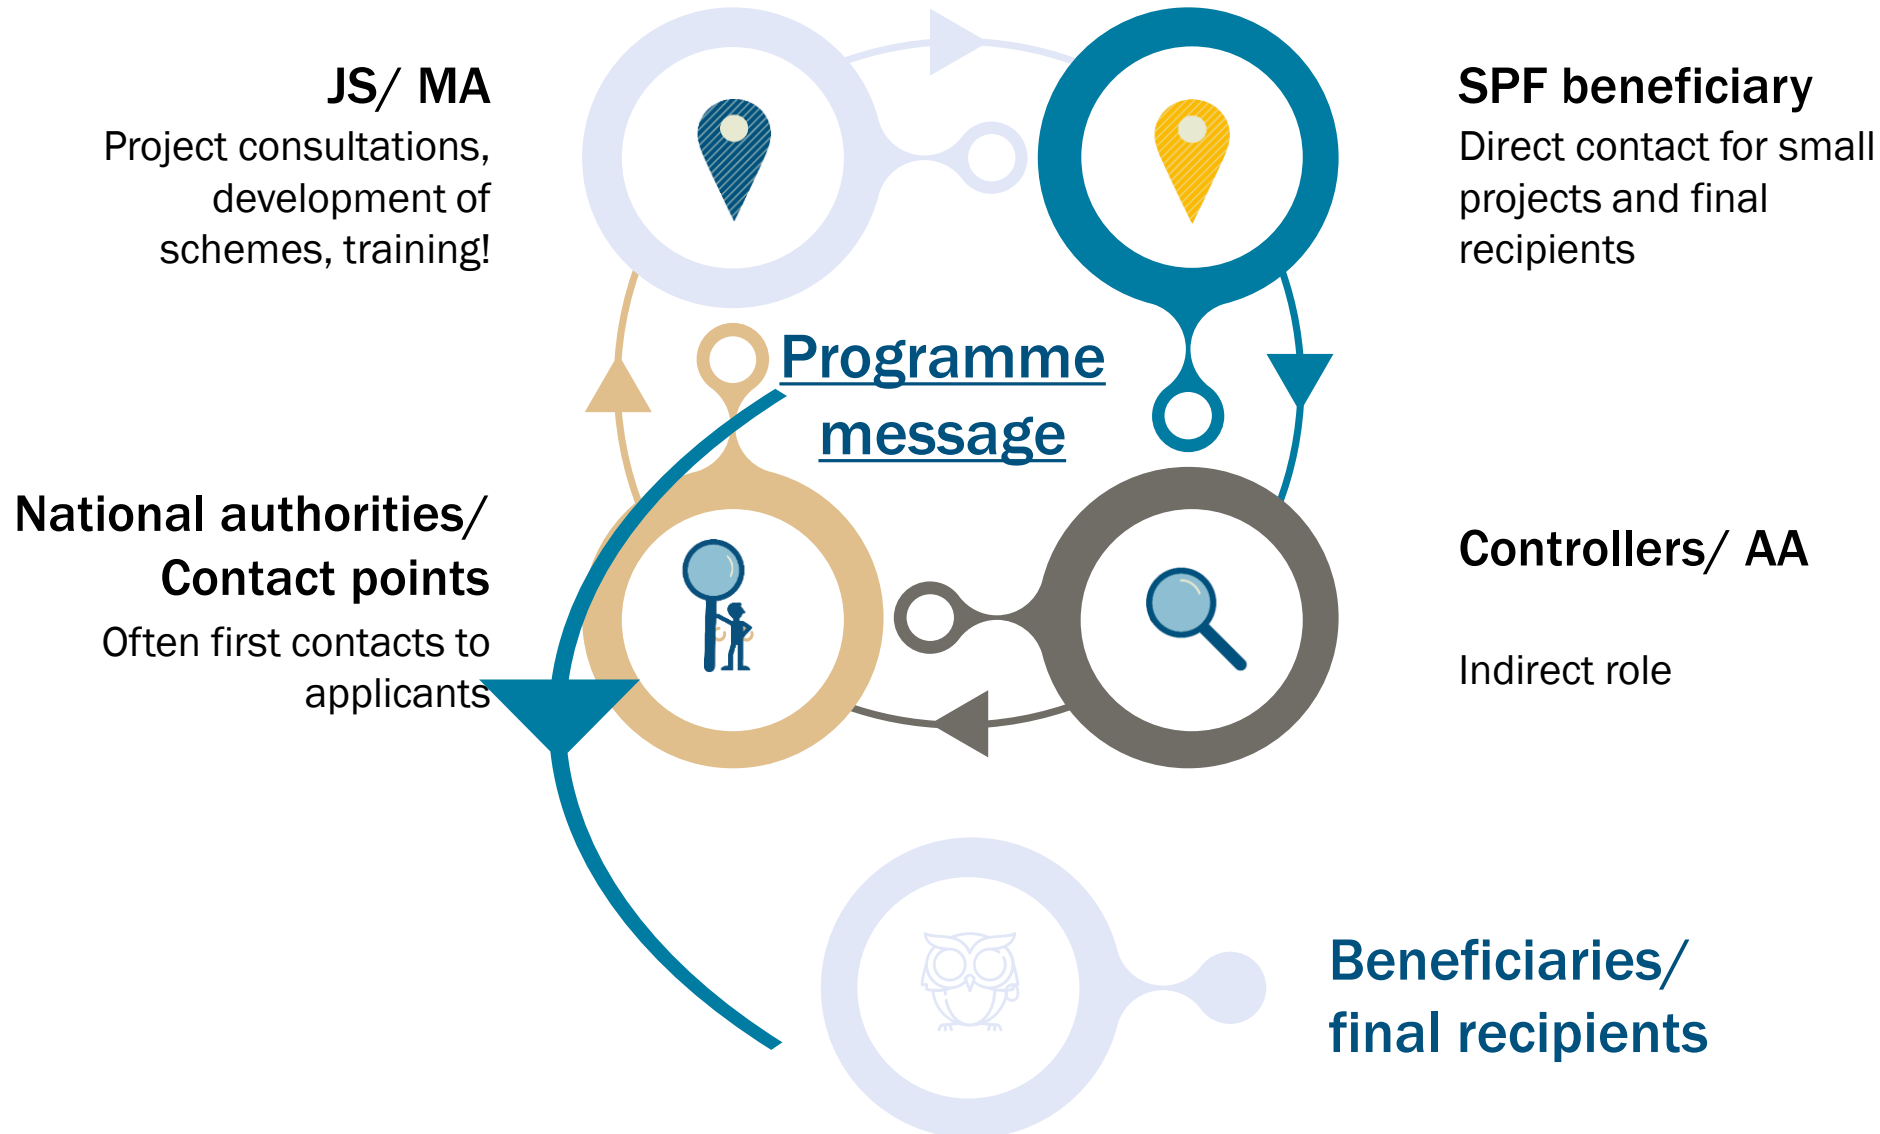 JS/ MA
Project consultations,
development of
schemes, training!
SPF beneficiary
Direct contact for small
projects and final
recipients
Programme
message
National authorities/
Contact points
Often first contacts to
applicants
Controllers/ AA
Indirect role
Beneficiaries/
final recipients